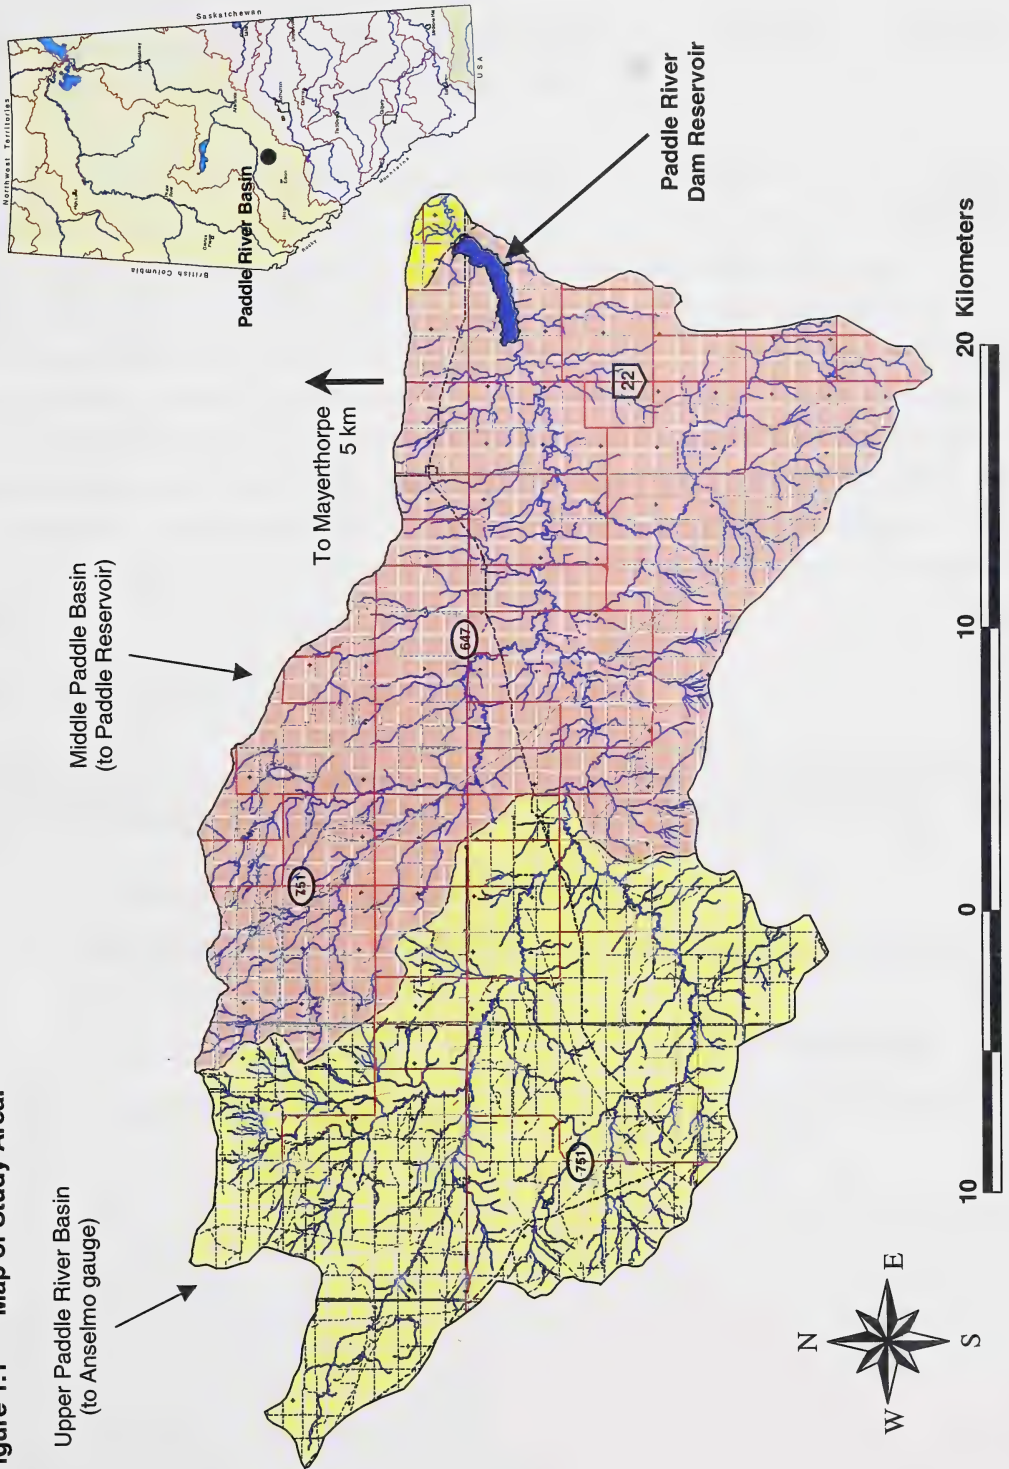 Figure 1.1 Map of Study Area.
Upper Paddle River Basin
(to Anselmo gauge)
Middle Paddle Basin
(to Paddle Reservoir)
To Mayerthorpe
5 km
Paddle River
Dam Reservoir
Paddle River Basin
Northwest Territories
Saskatchewan
British Columbia
USA
Rocky
Mountains
751
751
647
22
N
W
E
S
10
0
10
20 Kilometers